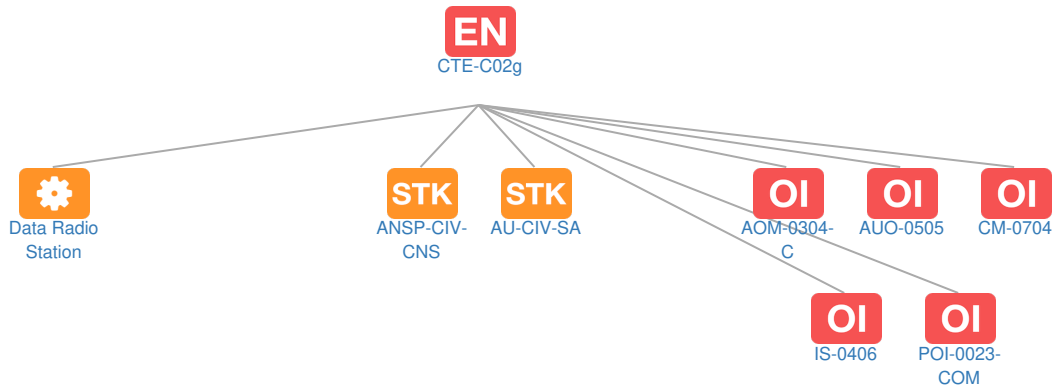 EN
CTE-C02g
Data Radio
Station
STK
ANSP-CIV-
CNS
STK
AU-CIV-SA
OI
AOM-0304-
C
OI
AUO-0505
OI
CM-0704
OI
IS-0406
OI
POI-0023-
COM